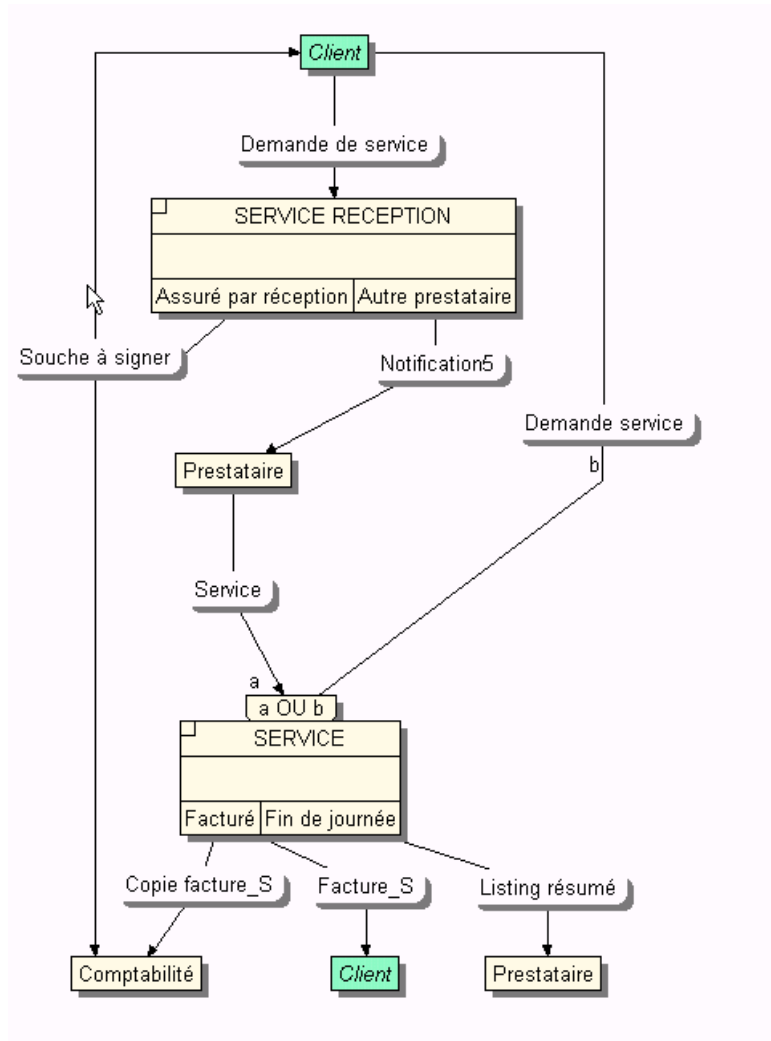 Client
Demande de service
SERVICE RECEPTION
Assuré par réception
Autre prestataire
Souche à signer
Notification5
Demande service
b
Prestataire
Service
a
a OU b
SERVICE
Facturé
Fin de journée
Copie facture_S
Facture_S
Listing résumé
Comptabilité
Client
Prestataire